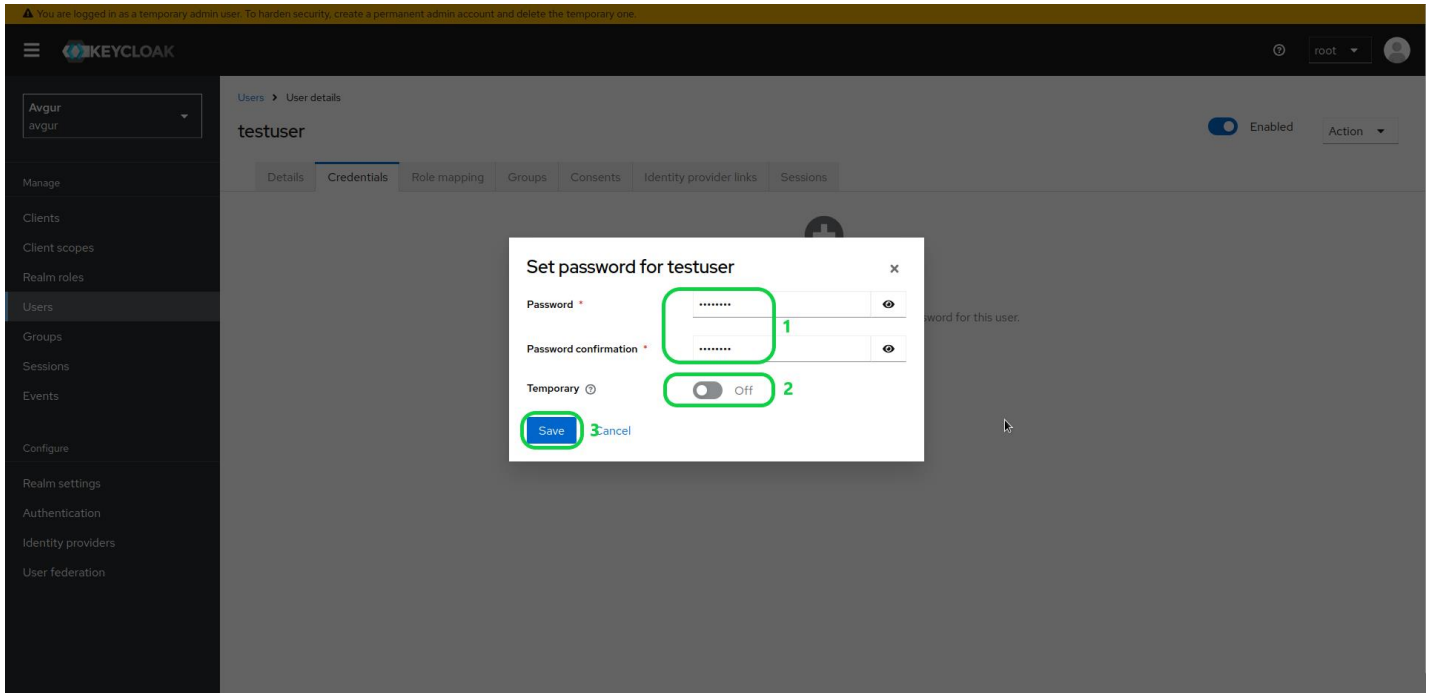 You are logged in as a temporary admin user. To harden security, create a permanent admin account and delete the temporary one.
KEYCLOAK
root
Avgur
avgur
Users > User details
testuser
Enabled
Action
Details Credentials Role mapping Groups Consents Identity provider links Sessions
Manage
Clients
Client scopes
Realm roles
Users
Groups
Sessions
Events
Configure
Realm settings
Authentication
Identity providers
User federation
word for this user.
Set password for testuser
Password *
1
Password confirmation *
Temporary
Off
2
Save
3
Cancel